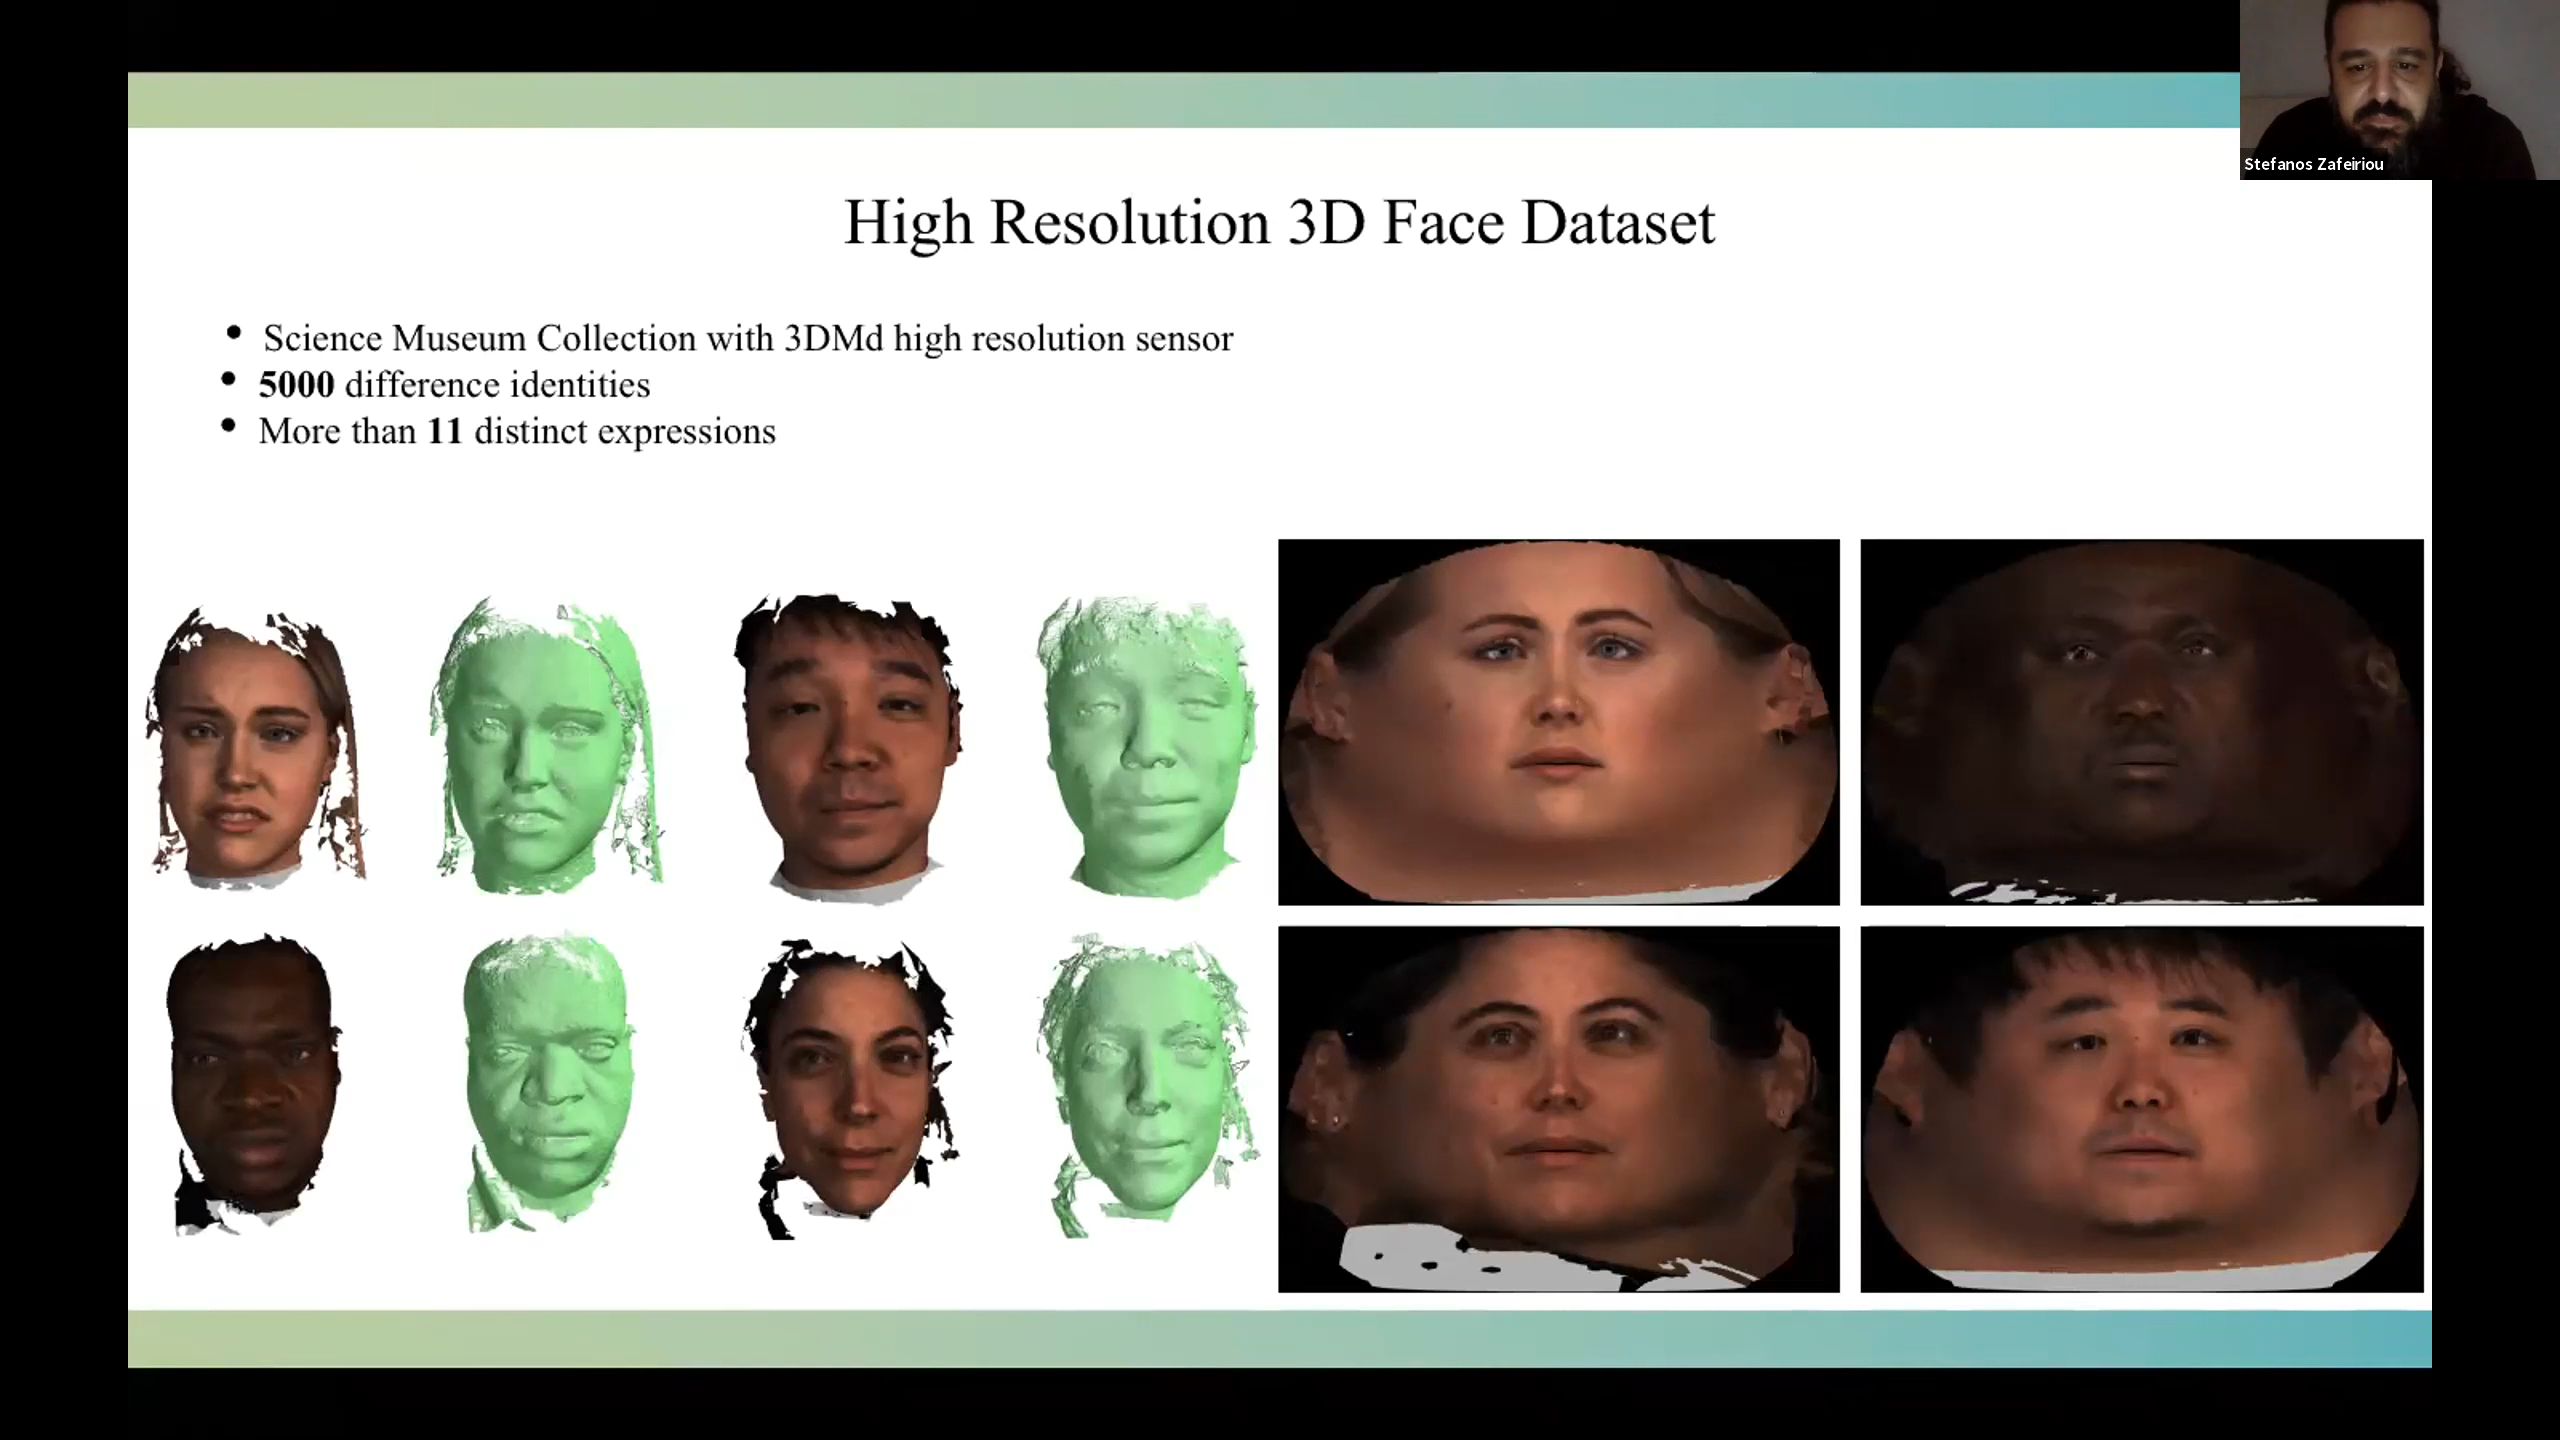 Stefanos Zafeiriou
High Resolution 3D Face Dataset
• Science Museum Collection with 3DMd high resolution sensor
• 5000 difference identities
• More than 11 distinct expressions